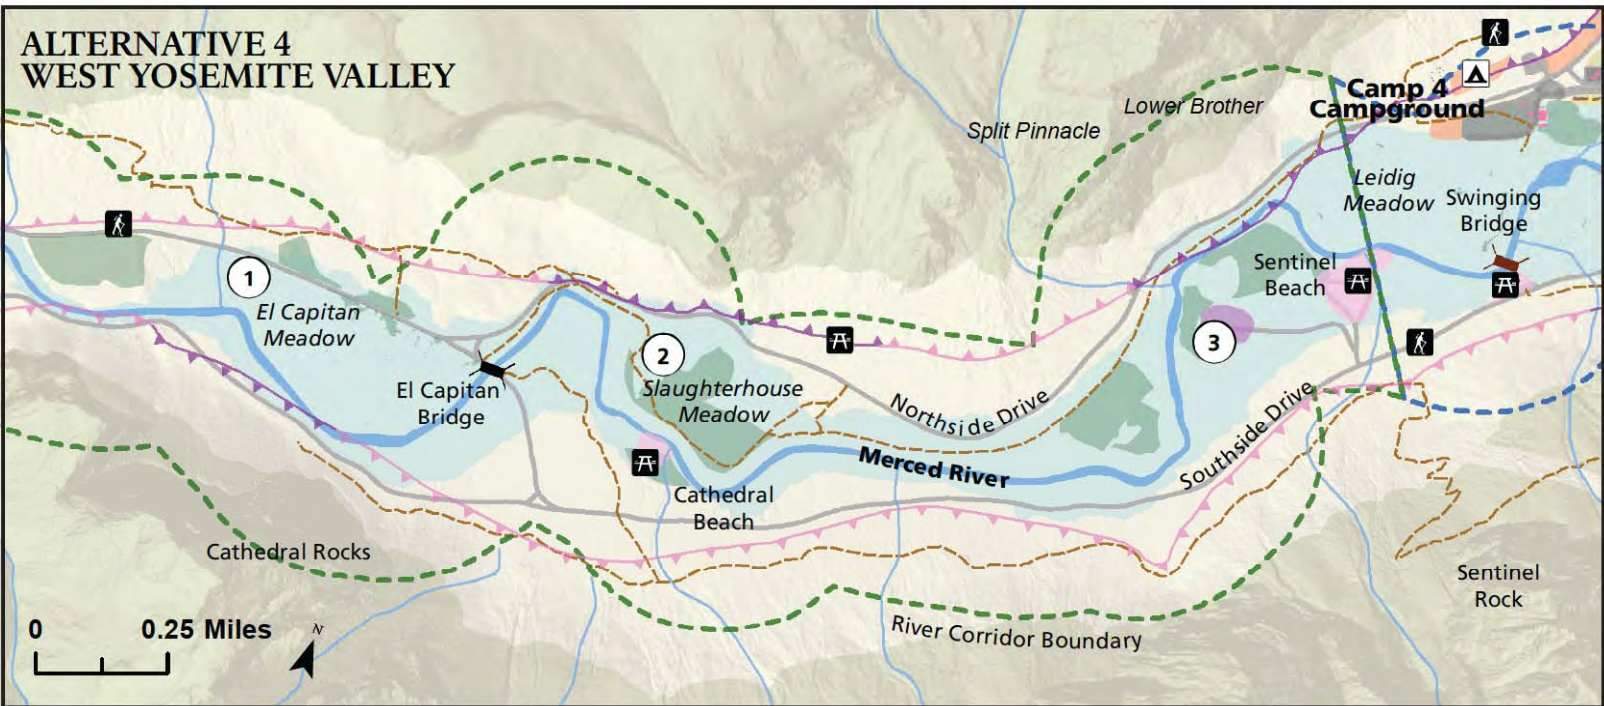 ALTERNATIVE 4
WEST YOSEMITE VALLEY
Lower Brother
Split Pinnacle
Camp 4
Campground
Leidig
Meadow
Swinging
Bridge
1
El Capitan
Meadow
Sentinel
Beach
2
Slaughterhouse
Meadow
3
El Capitan
Bridge
Northside Drive
Southside Drive
Merced River
Cathedral
Beach
Cathedral Rocks
Sentinel
Rock
River Corridor Boundary
0 0.25 Miles
N